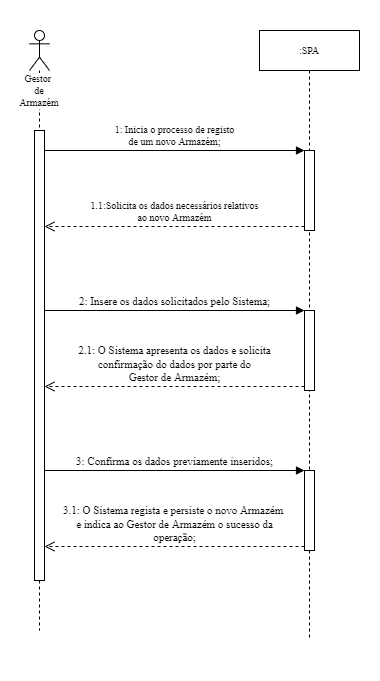 :SPA
Gestor
de
Armazém
1: Inicia o processo de registo
de um novo Armazém;
1.1:Solicita os dados necessários relativos
ao novo Armazém
2: Insere os dados solicitados pelo Sistema;
2.1: O Sistema apresenta os dados e solicita
confirmação do dados por parte do
Gestor de Armazém;
3: Confirma os dados previamente inseridos;
3.1: O Sistema regista e persiste o novo Armazém
e indica ao Gestor de Armazém o sucesso da
operação;